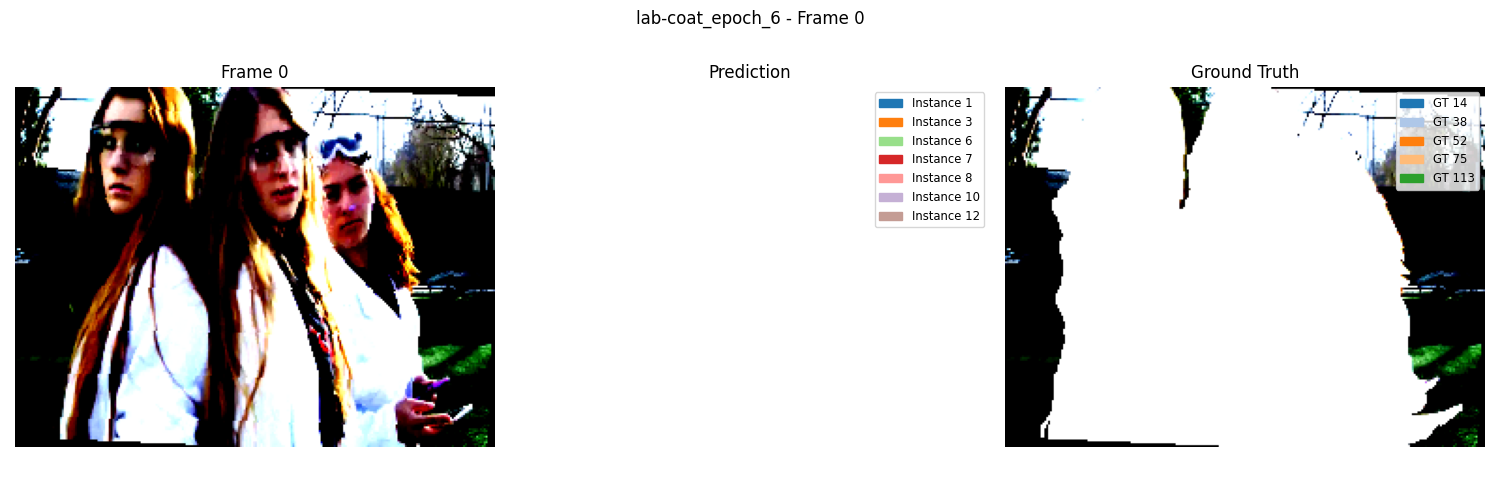 lab-coat_epoch_6 - Frame 0
Frame 0
Prediction
Ground Truth
Instance 1
Instance 3
Instance 6
Instance 7
Instance 8
Instance 10
Instance 12
GT 14
GT 38
GT 52
GT 75
GT 113